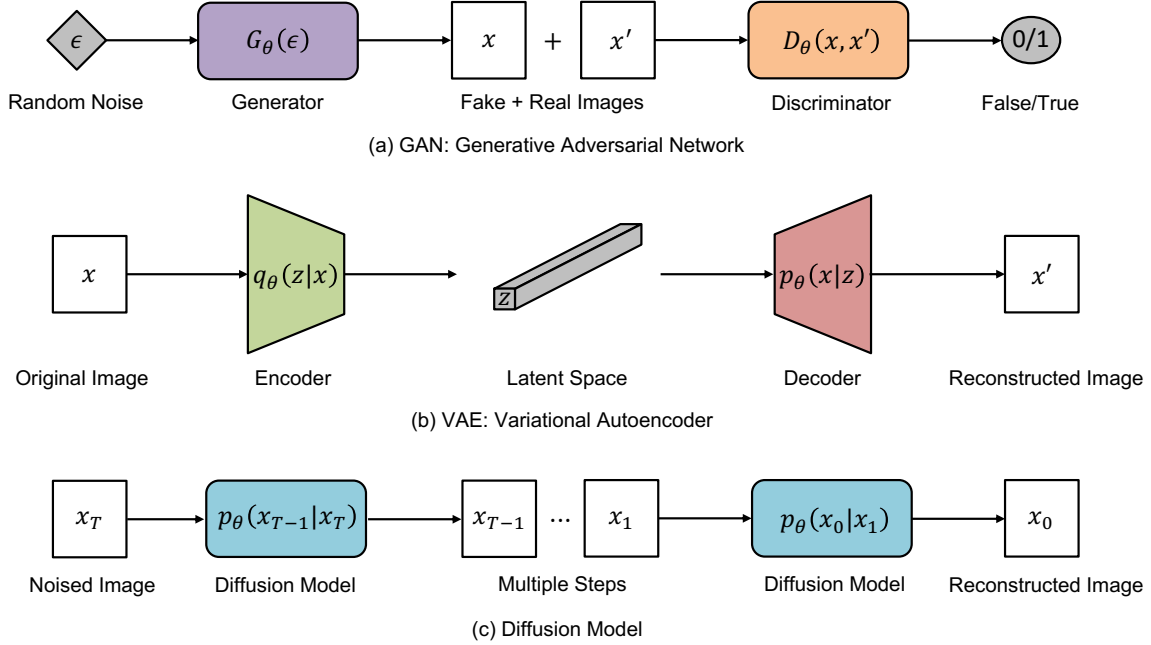 ϵ G_θ(ϵ) x + x′ D_θ(x, x′) 0/1
Random Noise Generator Fake + Real Images Discriminator False/True
(a) GAN: Generative Adversarial Network
x q_θ(z|x) z p_θ(x|z) x′
Original Image Encoder Latent Space Decoder Reconstructed Image
(b) VAE: Variational Autoencoder
x_T p_θ(x_{T−1}|x_T) x_{T−1} ... x_1 p_θ(x_0|x_1) x_0
Noised Image Diffusion Model Multiple Steps Diffusion Model Reconstructed Image
(c) Diffusion Model